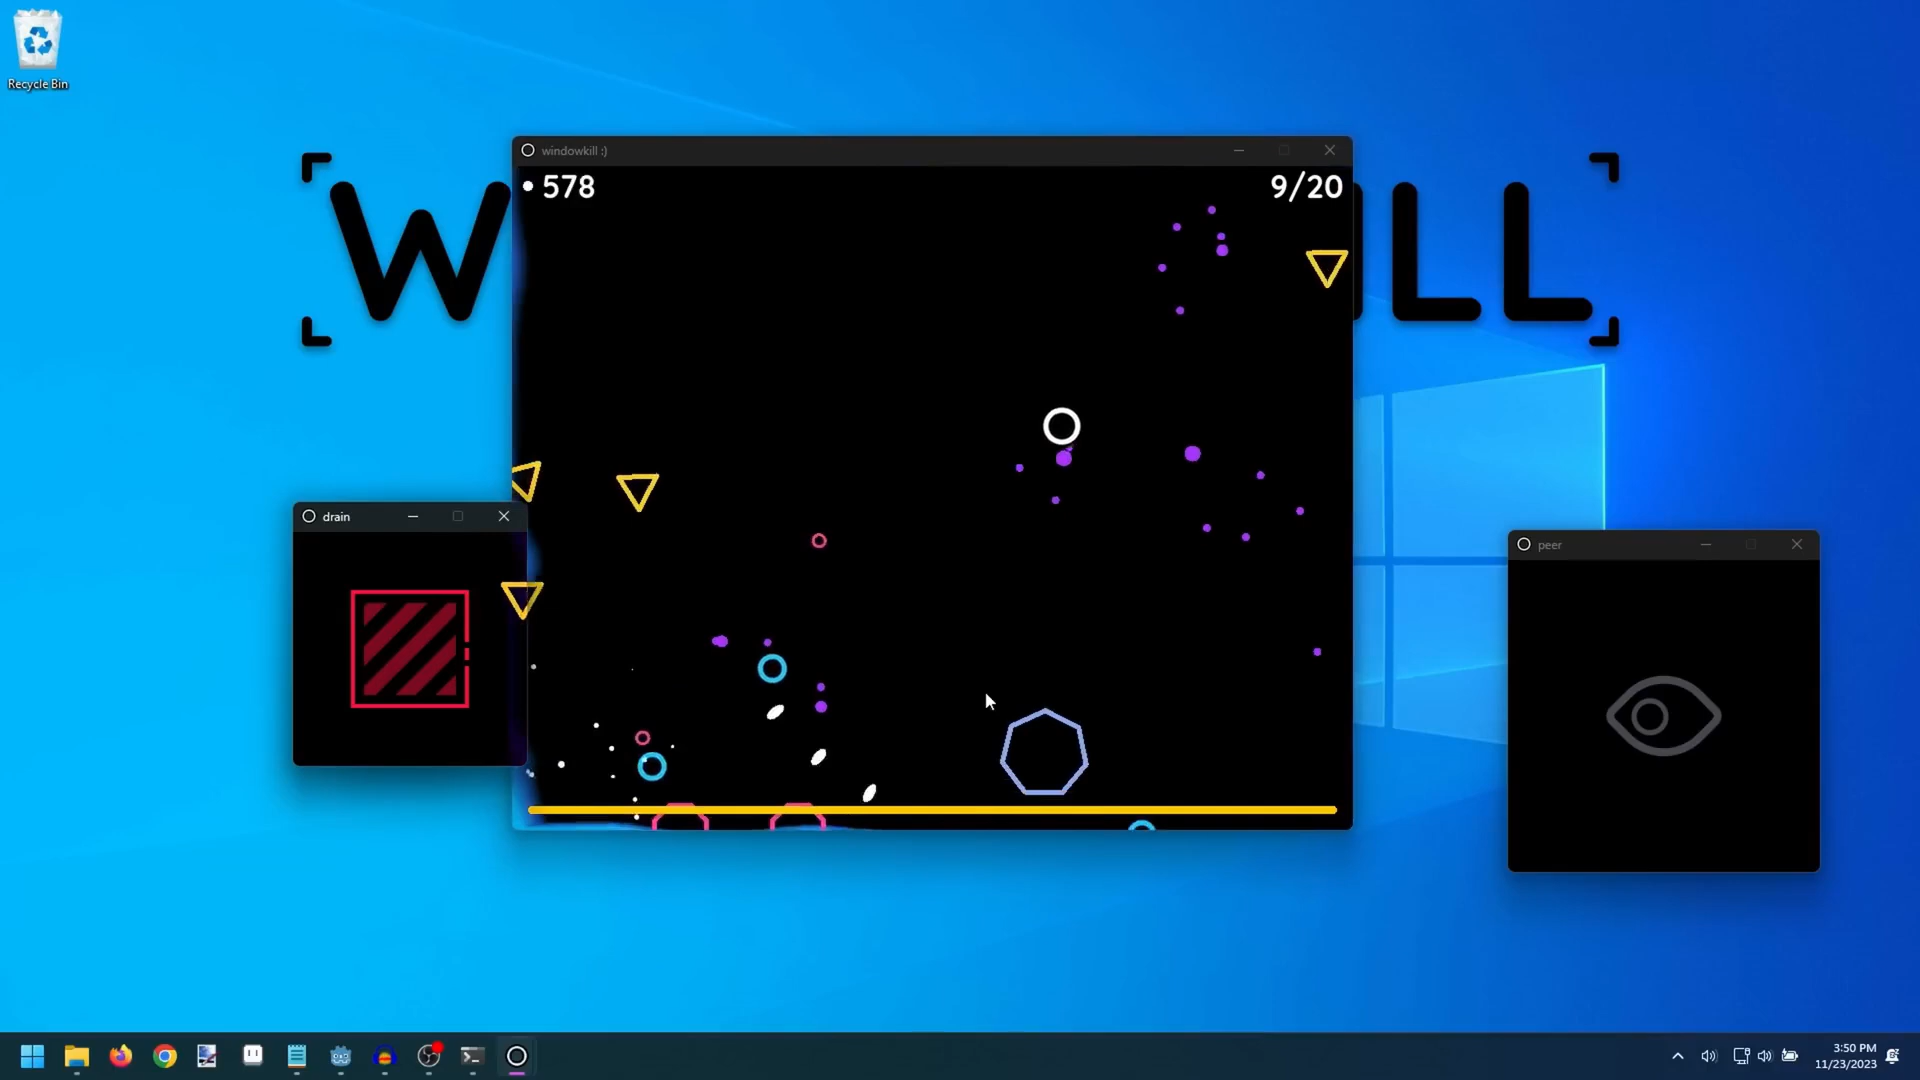 Recycle Bin
windowkill :)
578
9/20
W
LL
drain
peer
3:50 PM
11/23/2023